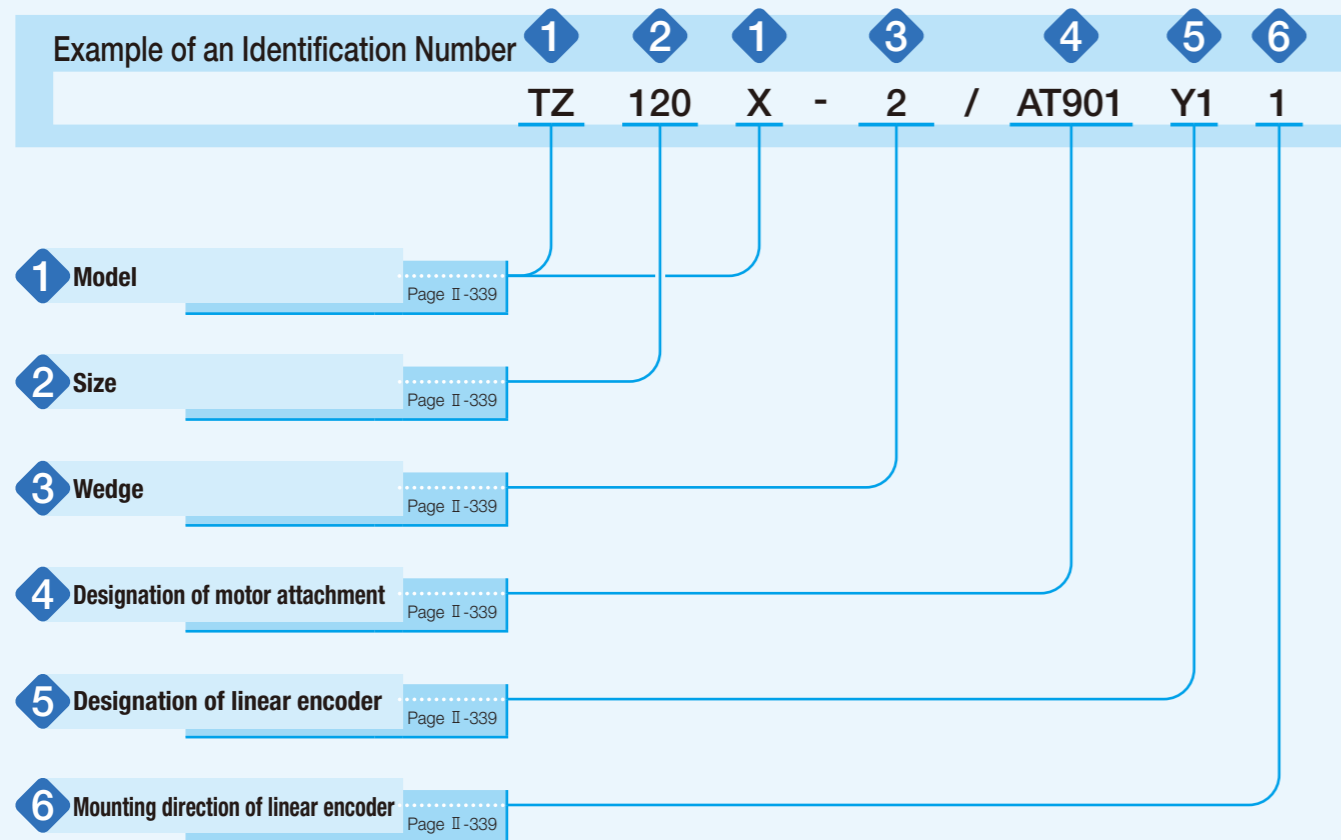 Example of an Identification Number 1 2 1 3 4 5 6
TZ 120 X - 2 / AT901 Y1 1
1 Model
Page Ⅱ-339
2 Size
Page Ⅱ-339
3 Wedge
Page Ⅱ-339
4 Designation of motor attachment
Page Ⅱ-339
5 Designation of linear encoder
Page Ⅱ-339
6 Mounting direction of linear encoder
Page Ⅱ-339